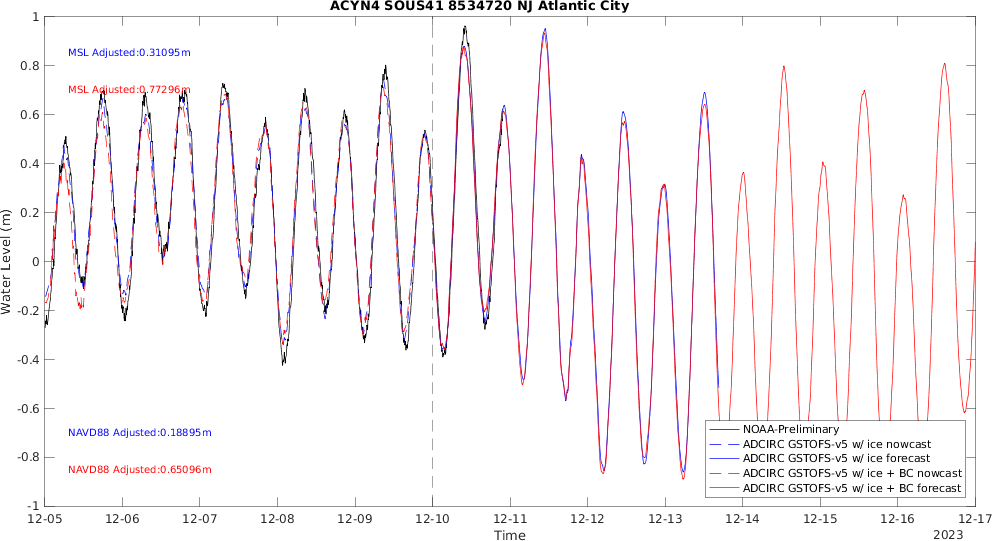 ACYN4 SOUS41 8534720 NJ Atlantic City
MSL Adjusted:0.31095m
MSL Adjusted:0.77296m
NAVD88 Adjusted:0.18895m
NAVD88 Adjusted:0.65096m
Water Level (m)
1
0.8
0.6
0.4
0.2
0
-0.2
-0.4
-0.6
-0.8
-1
NOAA-Preliminary
ADCIRC GSTOFS-v5 w/ ice nowcast
ADCIRC GSTOFS-v5 w/ ice forecast
ADCIRC GSTOFS-v5 w/ ice + BC nowcast
ADCIRC GSTOFS-v5 w/ ice + BC forecast
12-05 12-06 12-07 12-08 12-09 12-10 12-11 12-12 12-13 12-14 12-15 12-16 12-17
Time
2023